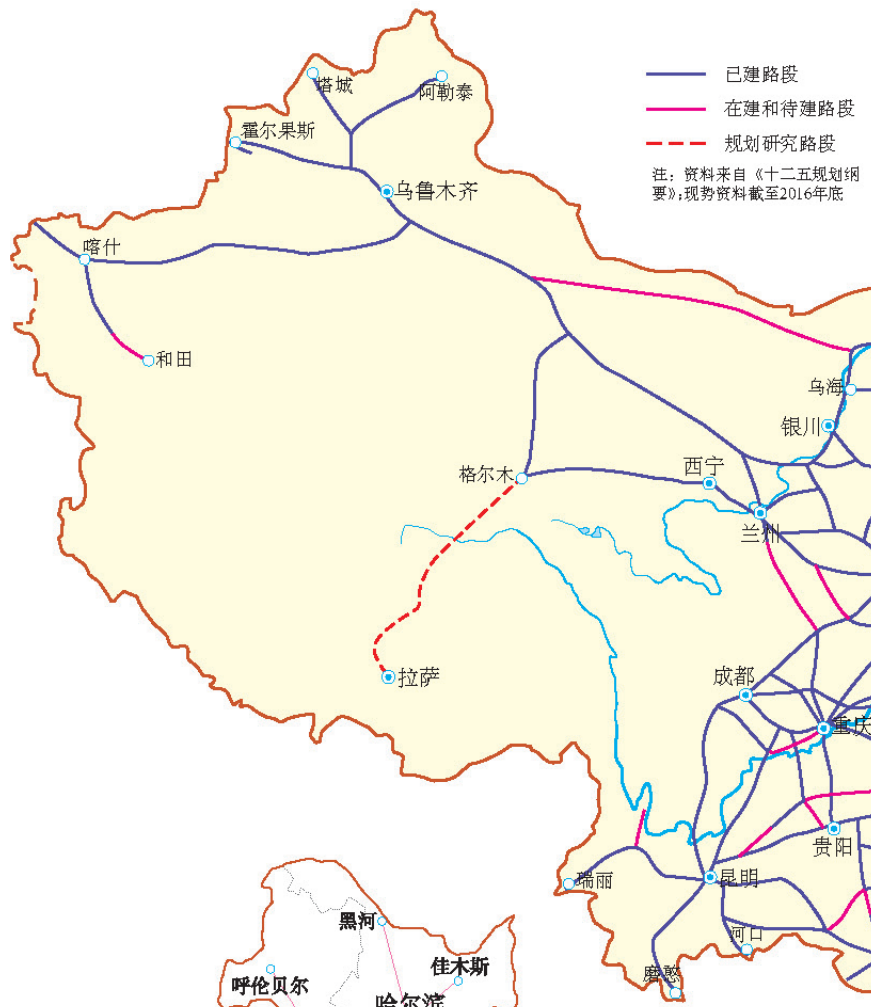 塔城
阿勒泰
已建路段
在建和待建路段
霍尔果斯
规划研究路段
注：资料来自《十二五规划纲
要》；现势资料截至2016年底
乌鲁木齐
喀什
和田
乌海
银川
格尔木
西宁
兰州
拉萨
成都
重庆
贵阳
瑞丽
昆明
河口
磨憨
黑河
佳木斯
呼伦贝尔
哈尔滨